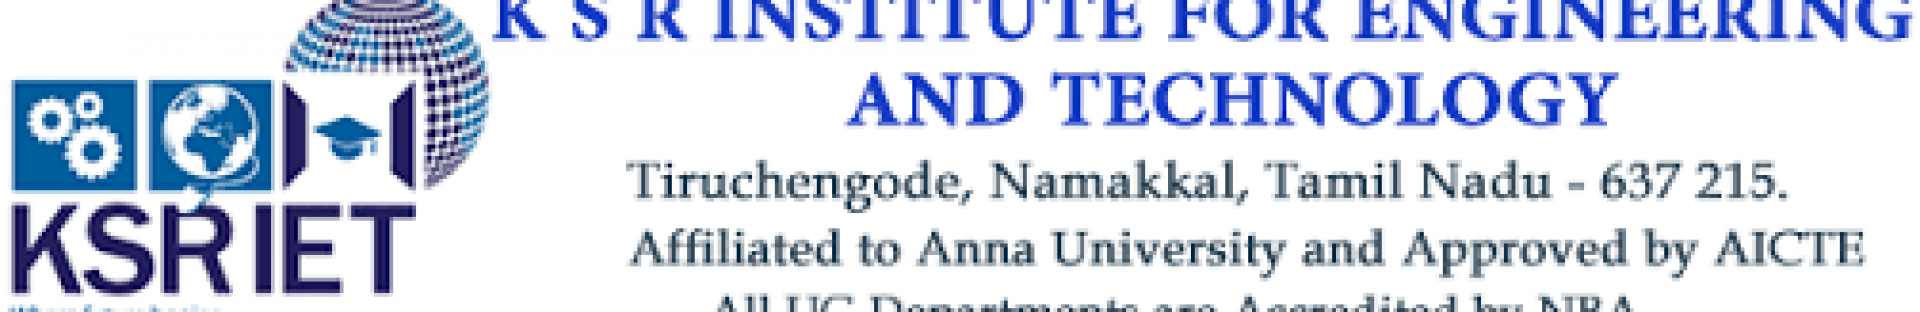 K S R INSTITUTE FOR ENGINEERING
AND TECHNOLOGY
Tiruchengode, Namakkal, Tamil Nadu - 637 215.
Affiliated to Anna University and Approved by AICTE
All UG Departments are Accredited by NBA
KSRIET